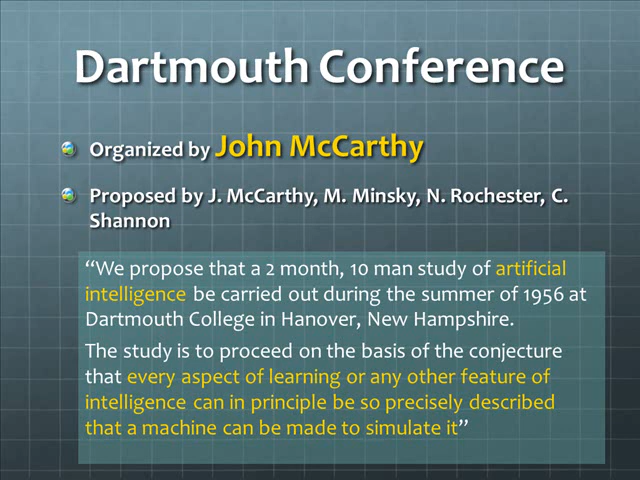 Dartmouth Conference
Organized by John McCarthy
Proposed by J. McCarthy, M. Minsky, N. Rochester, C.
Shannon
“We propose that a 2 month, 10 man study of artificial
intelligence be carried out during the summer of 1956 at
Dartmouth College in Hanover, New Hampshire.
The study is to proceed on the basis of the conjecture
that every aspect of learning or any other feature of
intelligence can in principle be so precisely described
that a machine can be made to simulate it”